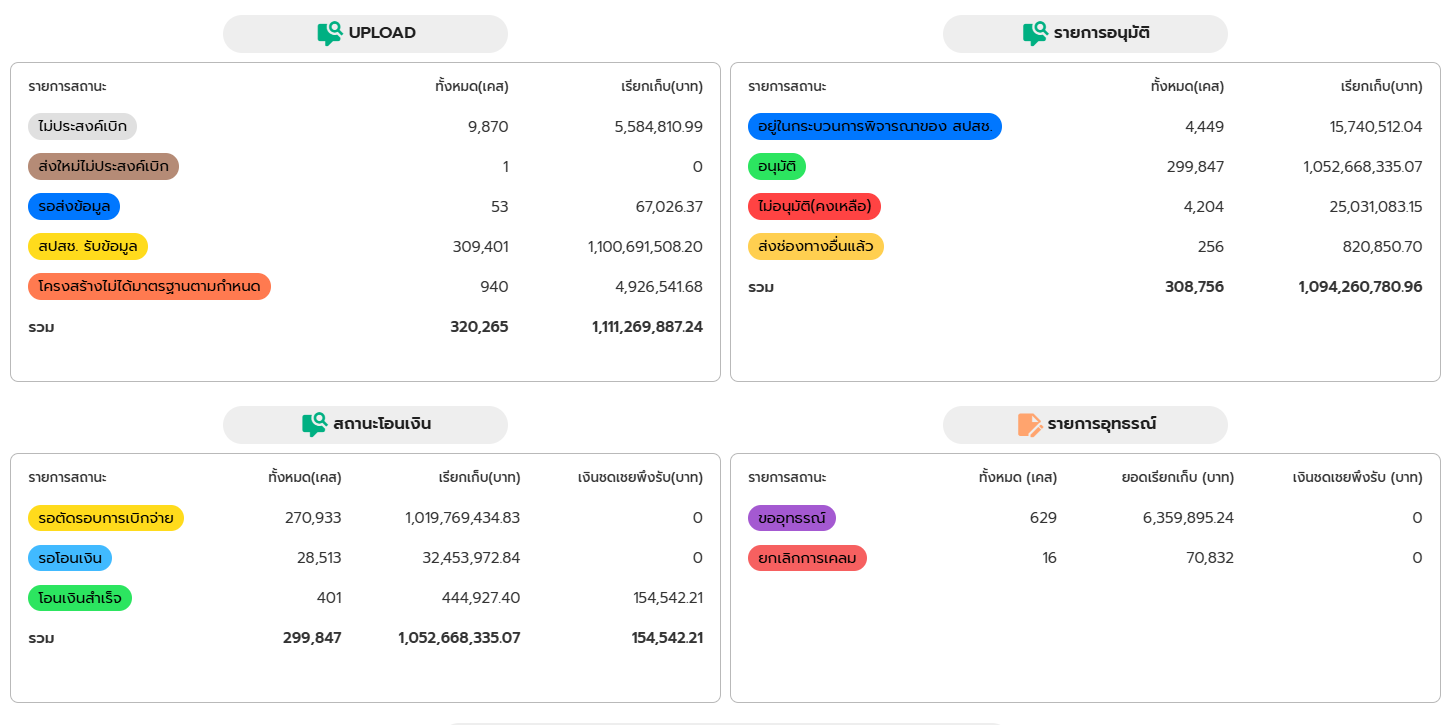 UPLOAD
รายการสถานะ ทั้งหมด(เคส) เรียกเก็บ(บาท)
ไม่ประสงค์เบิก 9,870 5,584,810.99
ส่งใหม่ไม่ประสงค์เบิก 1 0
รอส่งข้อมูล 53 67,026.37
สปสช. รับข้อมูล 309,401 1,100,691,508.20
โครงสร้างไม่ได้มาตรฐานตามกำหนด 940 4,926,541.68
รวม 320,265 1,111,269,887.24
รายการอนุมัติ
รายการสถานะ ทั้งหมด(เคส) เรียกเก็บ(บาท)
อยู่ในกระบวนการพิจารณาของ สปสช. 4,449 15,740,512.04
อนุมัติ 299,847 1,052,668,335.07
ไม่อนุมัติ(คงเหลือ) 4,204 25,031,083.15
ส่งช่องทางอื่นแล้ว 256 820,850.70
รวม 308,756 1,094,260,780.96
สถานะโอนเงิน
รายการสถานะ ทั้งหมด(เคส) เรียกเก็บ(บาท) เงินชดเชยพึงรับ(บาท)
รอตัดรอบการเบิกจ่าย 270,933 1,019,769,434.83 0
รอโอนเงิน 28,513 32,453,972.84 0
โอนเงินสำเร็จ 401 444,927.40 154,542.21
รวม 299,847 1,052,668,335.07 154,542.21
รายการอุทธรณ์
รายการสถานะ ทั้งหมด (เคส) ยอดเรียกเก็บ (บาท) เงินชดเชยพึงรับ (บาท)
ขออุทธรณ์ 629 6,359,895.24 0
ยกเลิกการเคลม 16 70,832 0